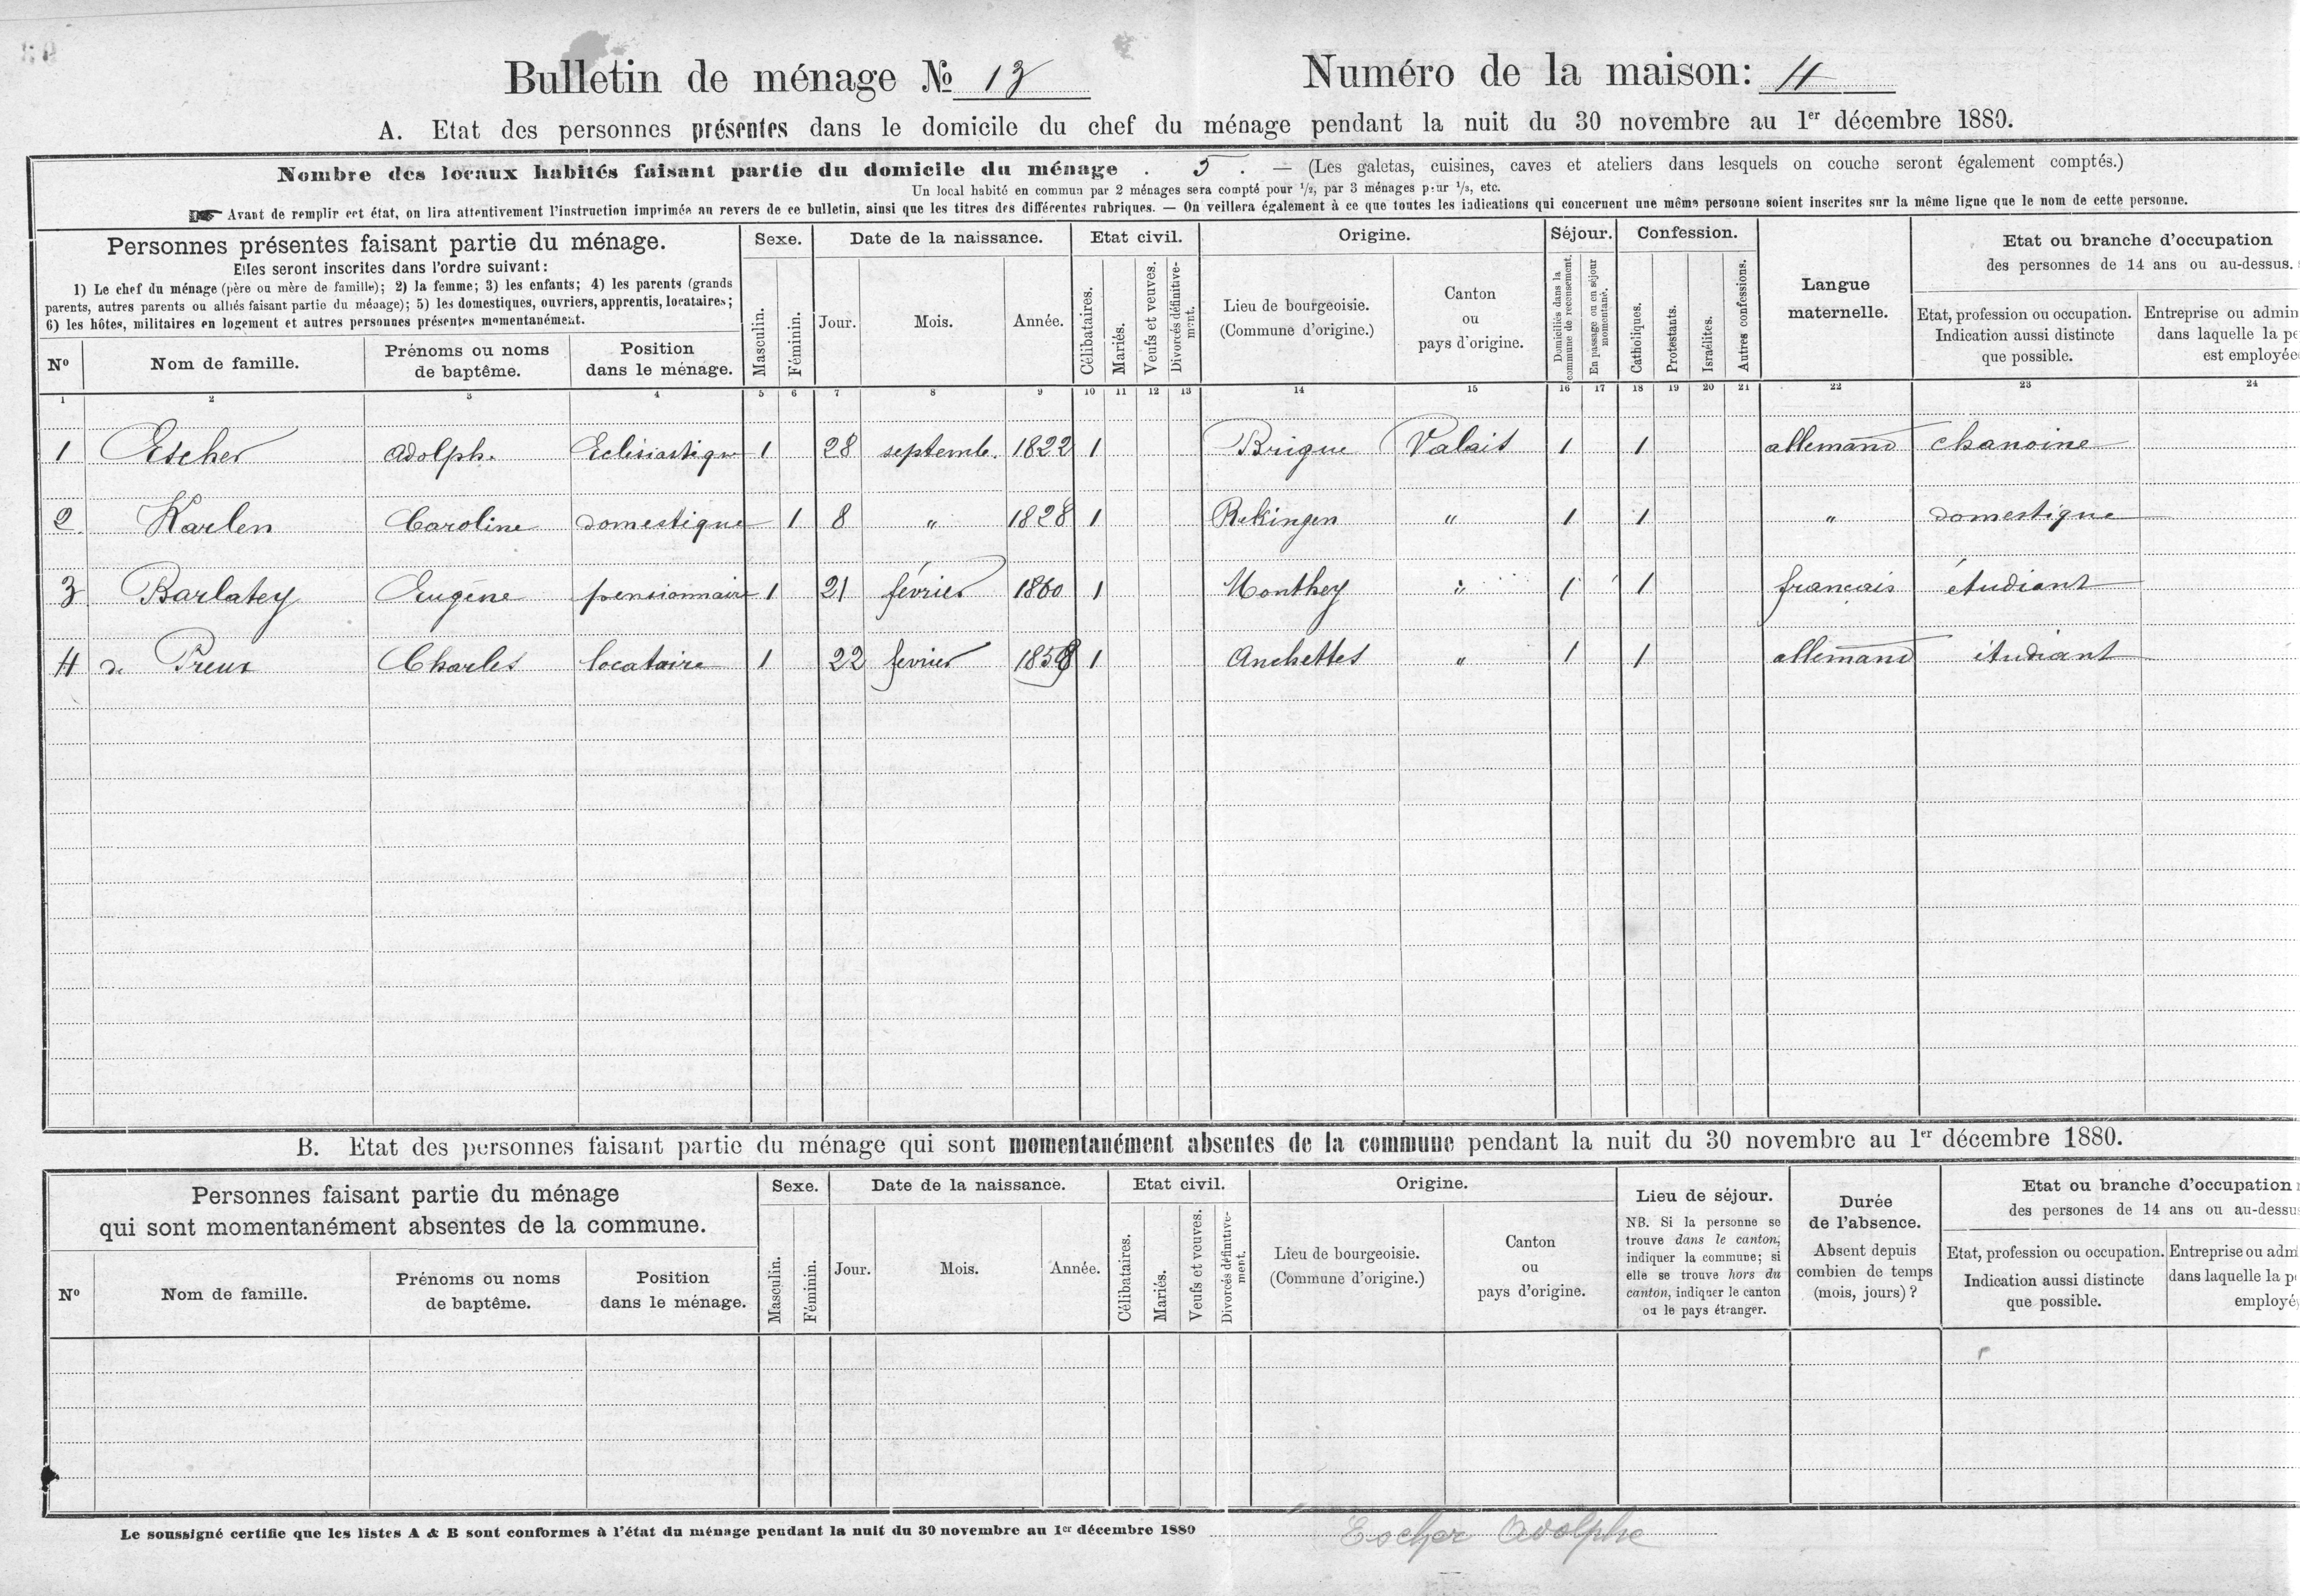 Bulletin de ménage № 13
Numéro de la maison: 4
A. Etat des personnes présentes dans le domicile du chef du ménage pendant la nuit du 30 novembre au 1er décembre 1880.
Nombre des locaux habités faisant partie du domicile du ménage . 5 . — (Les galetas, cuisines, caves et ateliers dans lesquels on couche seront également comptés.)
Un local habité en commun par 2 ménages sera compté pour 1/2, par 3 ménages pour 1/3, etc.
☛ Avant de remplir cet état, on lira attentivement l'instruction imprimée au revers de ce bulletin, ainsi que les titres des différentes rubriques. — On veillera également à ce que toutes les indications qui concernent une même personne soient inscrites sur la même ligne que le nom de cette personne.
Personnes présentes faisant partie du ménage.
Elles seront inscrites dans l'ordre suivant:
1) Le chef du ménage (père ou mère de famille); 2) la femme; 3) les enfants; 4) les parents (grands
parents, autres parents ou alliés faisant partie du ménage); 5) les domestiques, ouvriers, apprentis, locataires;
6) les hôtes, militaires en logement et autres personnes présentes momentanément.
Nº
Nom de famille.
Prénoms ou noms
de baptême.
Position
dans le ménage.
Sexe.
Masculin.
Féminin.
Date de la naissance.
Jour.
Mois.
Année.
Etat civil.
Célibataires.
Mariés.
Veufs et veuves.
Divorcés définitive-
ment.
Origine.
Lieu de bourgeoisie.
(Commune d'origine.)
Canton
ou
pays d'origine.
Séjour.
Domiciliés dans la
commune de recensement.
En passage ou en séjour
momentané.
Confession.
Catholiques.
Protestants.
Israélites.
Autres confessions.
Langue
maternelle.
Etat ou branche d'occupation
des personnes de 14 ans ou au-dessus.
Etat, profession ou occupation.
Indication aussi distincte
que possible.
Entreprise ou admin
dans laquelle la pe
est employée
1 2 3 4 5 6 7 8 9 10 11 12 13 14 15 16 17 18 19 20 21 22 23 24
1 Escher Adolph. Eclésiastique 1 28 septemb. 1822 1 Brigue Valais 1 1 allemand chanoine
2 Karlen Caroline domestique 1 8 " 1828 1 Rekingen " 1 1 " domestique
3 Barlatey Eugène pensionnaire 1 21 février 1860 1 Monthey " 1 1 francais étudiant
4 de Preux Charles locataire 1 22 fevrier 1858 1 Anchettes " 1 1 allemand étudiant
B. Etat des personnes faisant partie du ménage qui sont momentanément absentes de la commune pendant la nuit du 30 novembre au 1er décembre 1880.
Personnes faisant partie du ménage
qui sont momentanément absentes de la commune.
Nº
Nom de famille.
Prénoms ou noms
de baptême.
Position
dans le ménage.
Sexe.
Masculin.
Féminin.
Date de la naissance.
Jour.
Mois.
Année.
Etat civil.
Célibataires.
Mariés.
Veufs et veuves.
Divorcés définitive-
ment.
Origine.
Lieu de bourgeoisie.
(Commune d'origine.)
Canton
ou
pays d'origine.
Lieu de séjour.
NB. Si la personne se
trouve dans le canton,
indiquer la commune; si
elle se trouve hors du
canton, indiquer le canton
ou le pays étranger.
Durée
de l'absence.
Absent depuis
combien de temps
(mois, jours)?
Etat ou branche d'occupation
des persones de 14 ans ou au-dessu
Etat, profession ou occupation.
Indication aussi distincte
que possible.
Entreprise ou adm
dans laquelle la p
employé
Le soussigné certifie que les listes A & B sont conformes à l'état du ménage pendant la nuit du 30 novembre au 1er décembre 1880 Escher Adolphe